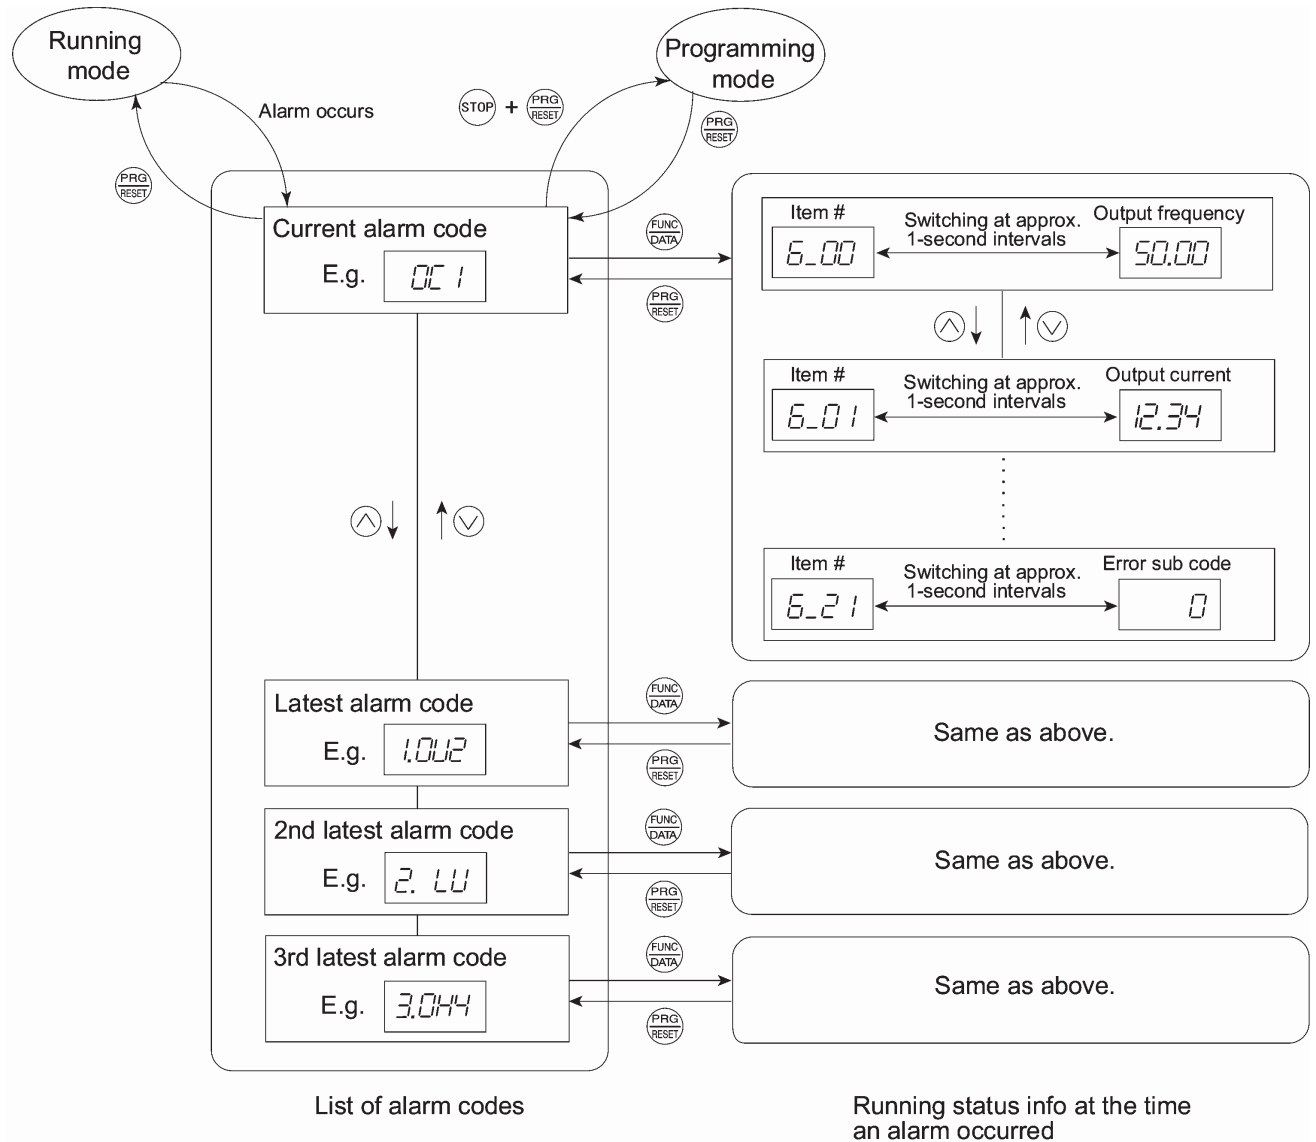 Running
mode
Programming
mode
Alarm occurs
STOP + PRG
RESET
PRG
RESET
PRG
RESET
Current alarm code
E.g. OC1
FUNC
DATA
PRG
RESET
Item #
6_00
Switching at approx.
1-second intervals
Output frequency
50.00
Item #
6_01
Switching at approx.
1-second intervals
Output current
12.34
Item #
6_21
Switching at approx.
1-second intervals
Error sub code
0
Latest alarm code
E.g. 1.OU2
FUNC
DATA
PRG
RESET
Same as above.
2nd latest alarm code
E.g. 2. LU
FUNC
DATA
PRG
RESET
Same as above.
3rd latest alarm code
E.g. 3.OH4
FUNC
DATA
PRG
RESET
Same as above.
List of alarm codes
Running status info at the time
an alarm occurred